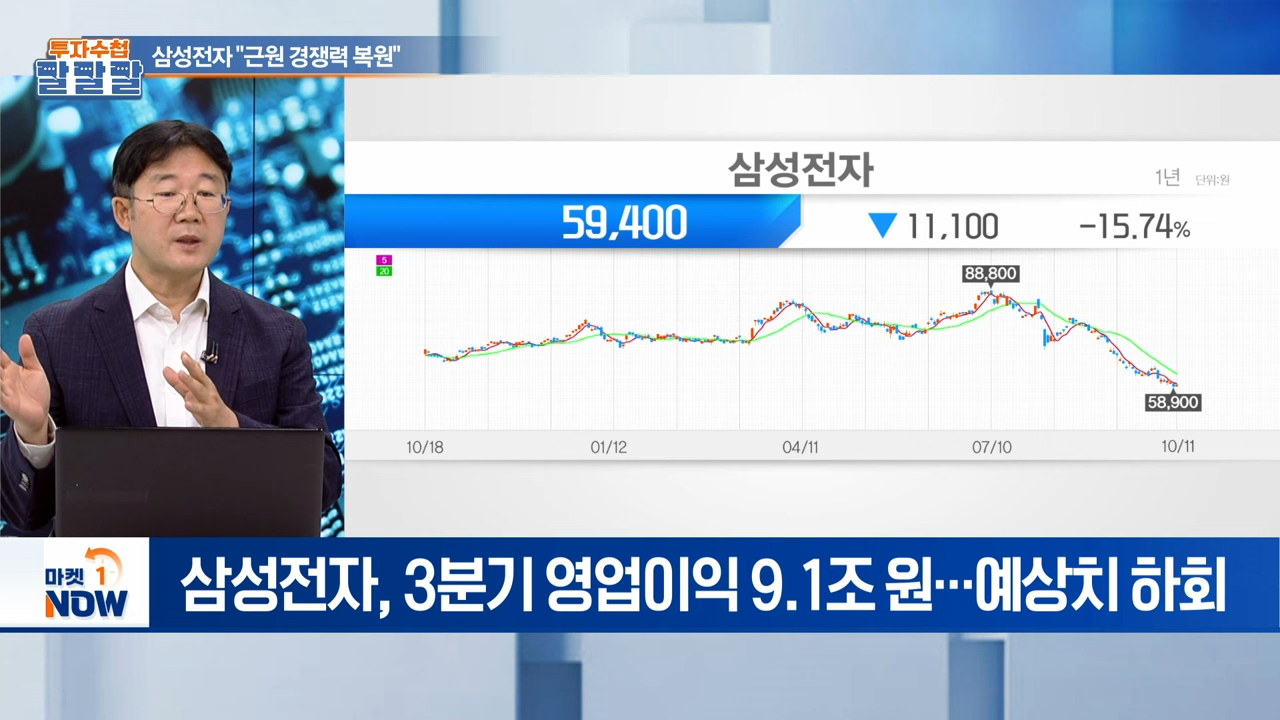 투자수첩
팔팔팔
삼성전자 "근원 경쟁력 복원"
삼성전자
1년 단위:원
59,400 ▼ 11,100 -15.74%
5
20
88,800
58,900
10/18 01/12 04/11 07/10 10/11
마켓 1
NOW
삼성전자, 3분기 영업이익 9.1조 원…예상치 하회